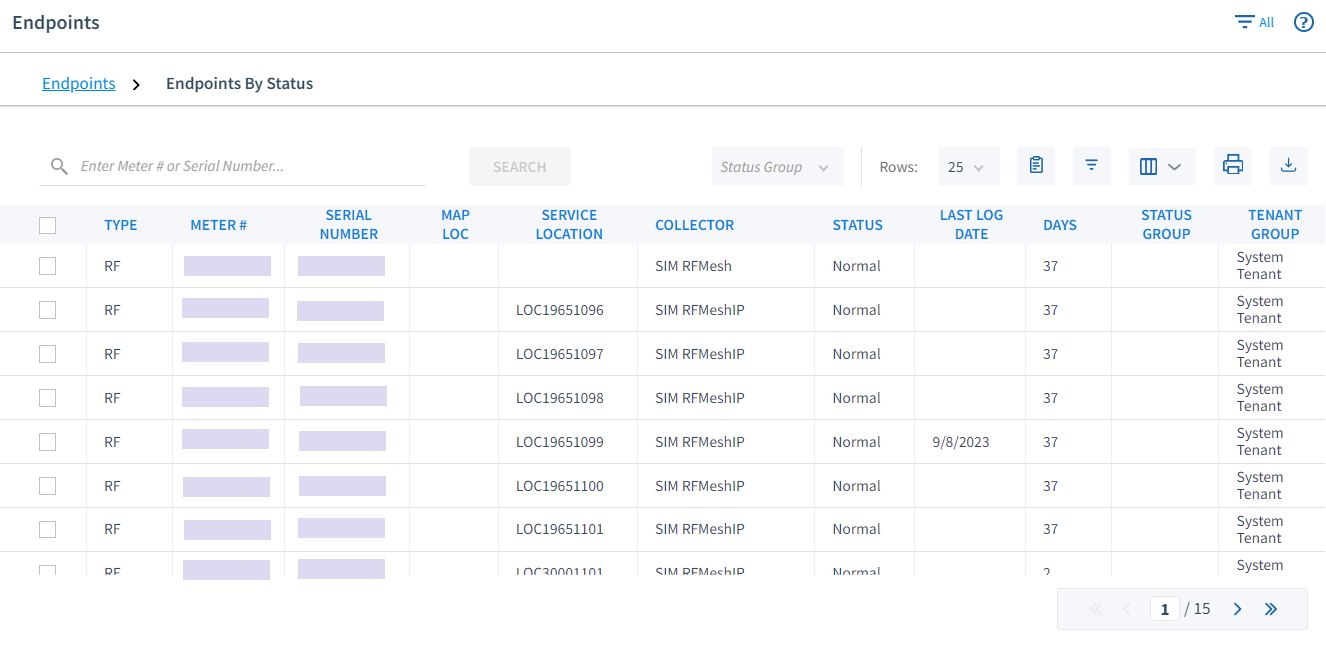 Endpoints
All
Endpoints Endpoints By Status
Enter Meter # or Serial Number... SEARCH Status Group Rows: 25
TYPE METER # SERIAL NUMBER MAP LOC SERVICE LOCATION COLLECTOR STATUS LAST LOG DATE DAYS STATUS GROUP TENANT GROUP
RF SIM RFMesh Normal 37 System Tenant
RF LOC19651096 SIM RFMeshIP Normal 37 System Tenant
RF LOC19651097 SIM RFMeshIP Normal 37 System Tenant
RF LOC19651098 SIM RFMeshIP Normal 37 System Tenant
RF LOC19651099 SIM RFMeshIP Normal 9/8/2023 37 System Tenant
RF LOC19651100 SIM RFMeshIP Normal 37 System Tenant
RF LOC19651101 SIM RFMeshIP Normal 37 System Tenant
RF LOC30001101 SIM RFMeshIP Normal 2 System
1 / 15